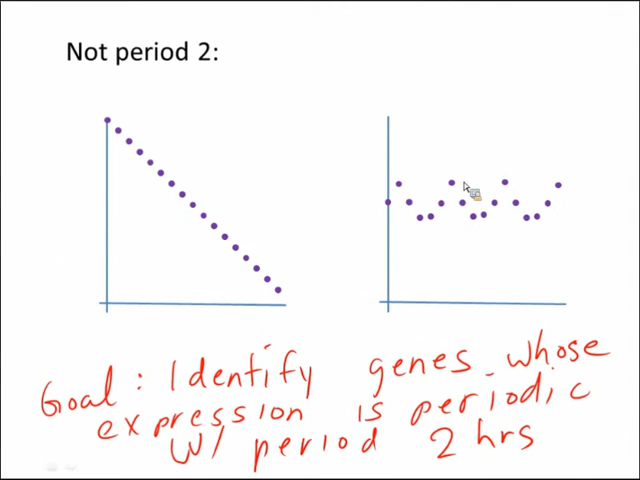 Not period 2:
Goal: Identify genes whose
expression is periodic
w/ period 2 hrs